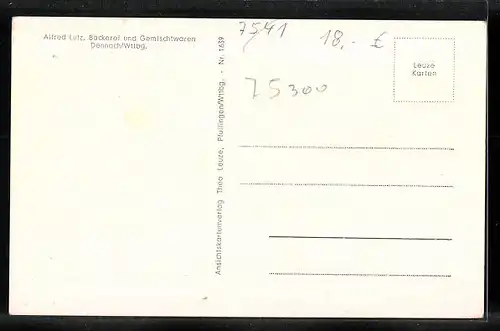 Alfred Lutz, Bäckerei und Gemischtwaren
Dennach/Wttbg.
7541
18,- €
75300
Leuze
Karten
Ansichtskartenverlag Theo Leuze, Pfullingen/Wttbg. - Nr. 1659